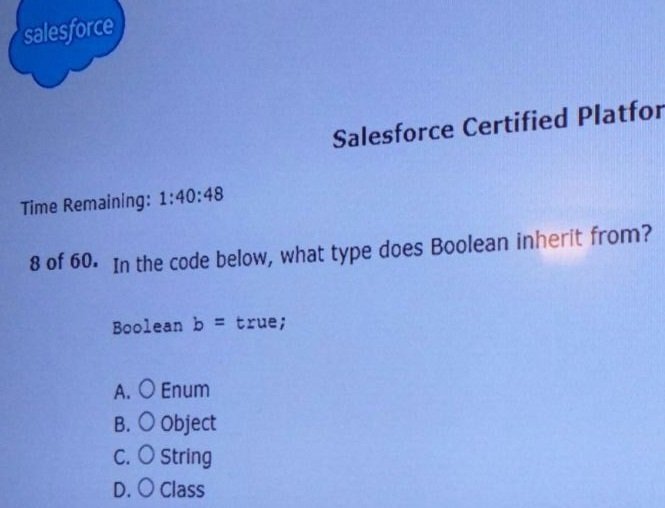 salesforce
Salesforce Certified Platfor
Time Remaining: 1:40:48
8 of 60. In the code below, what type does Boolean inherit from?
Boolean b = true;
A. Enum
B. Object
C. String
D. Class